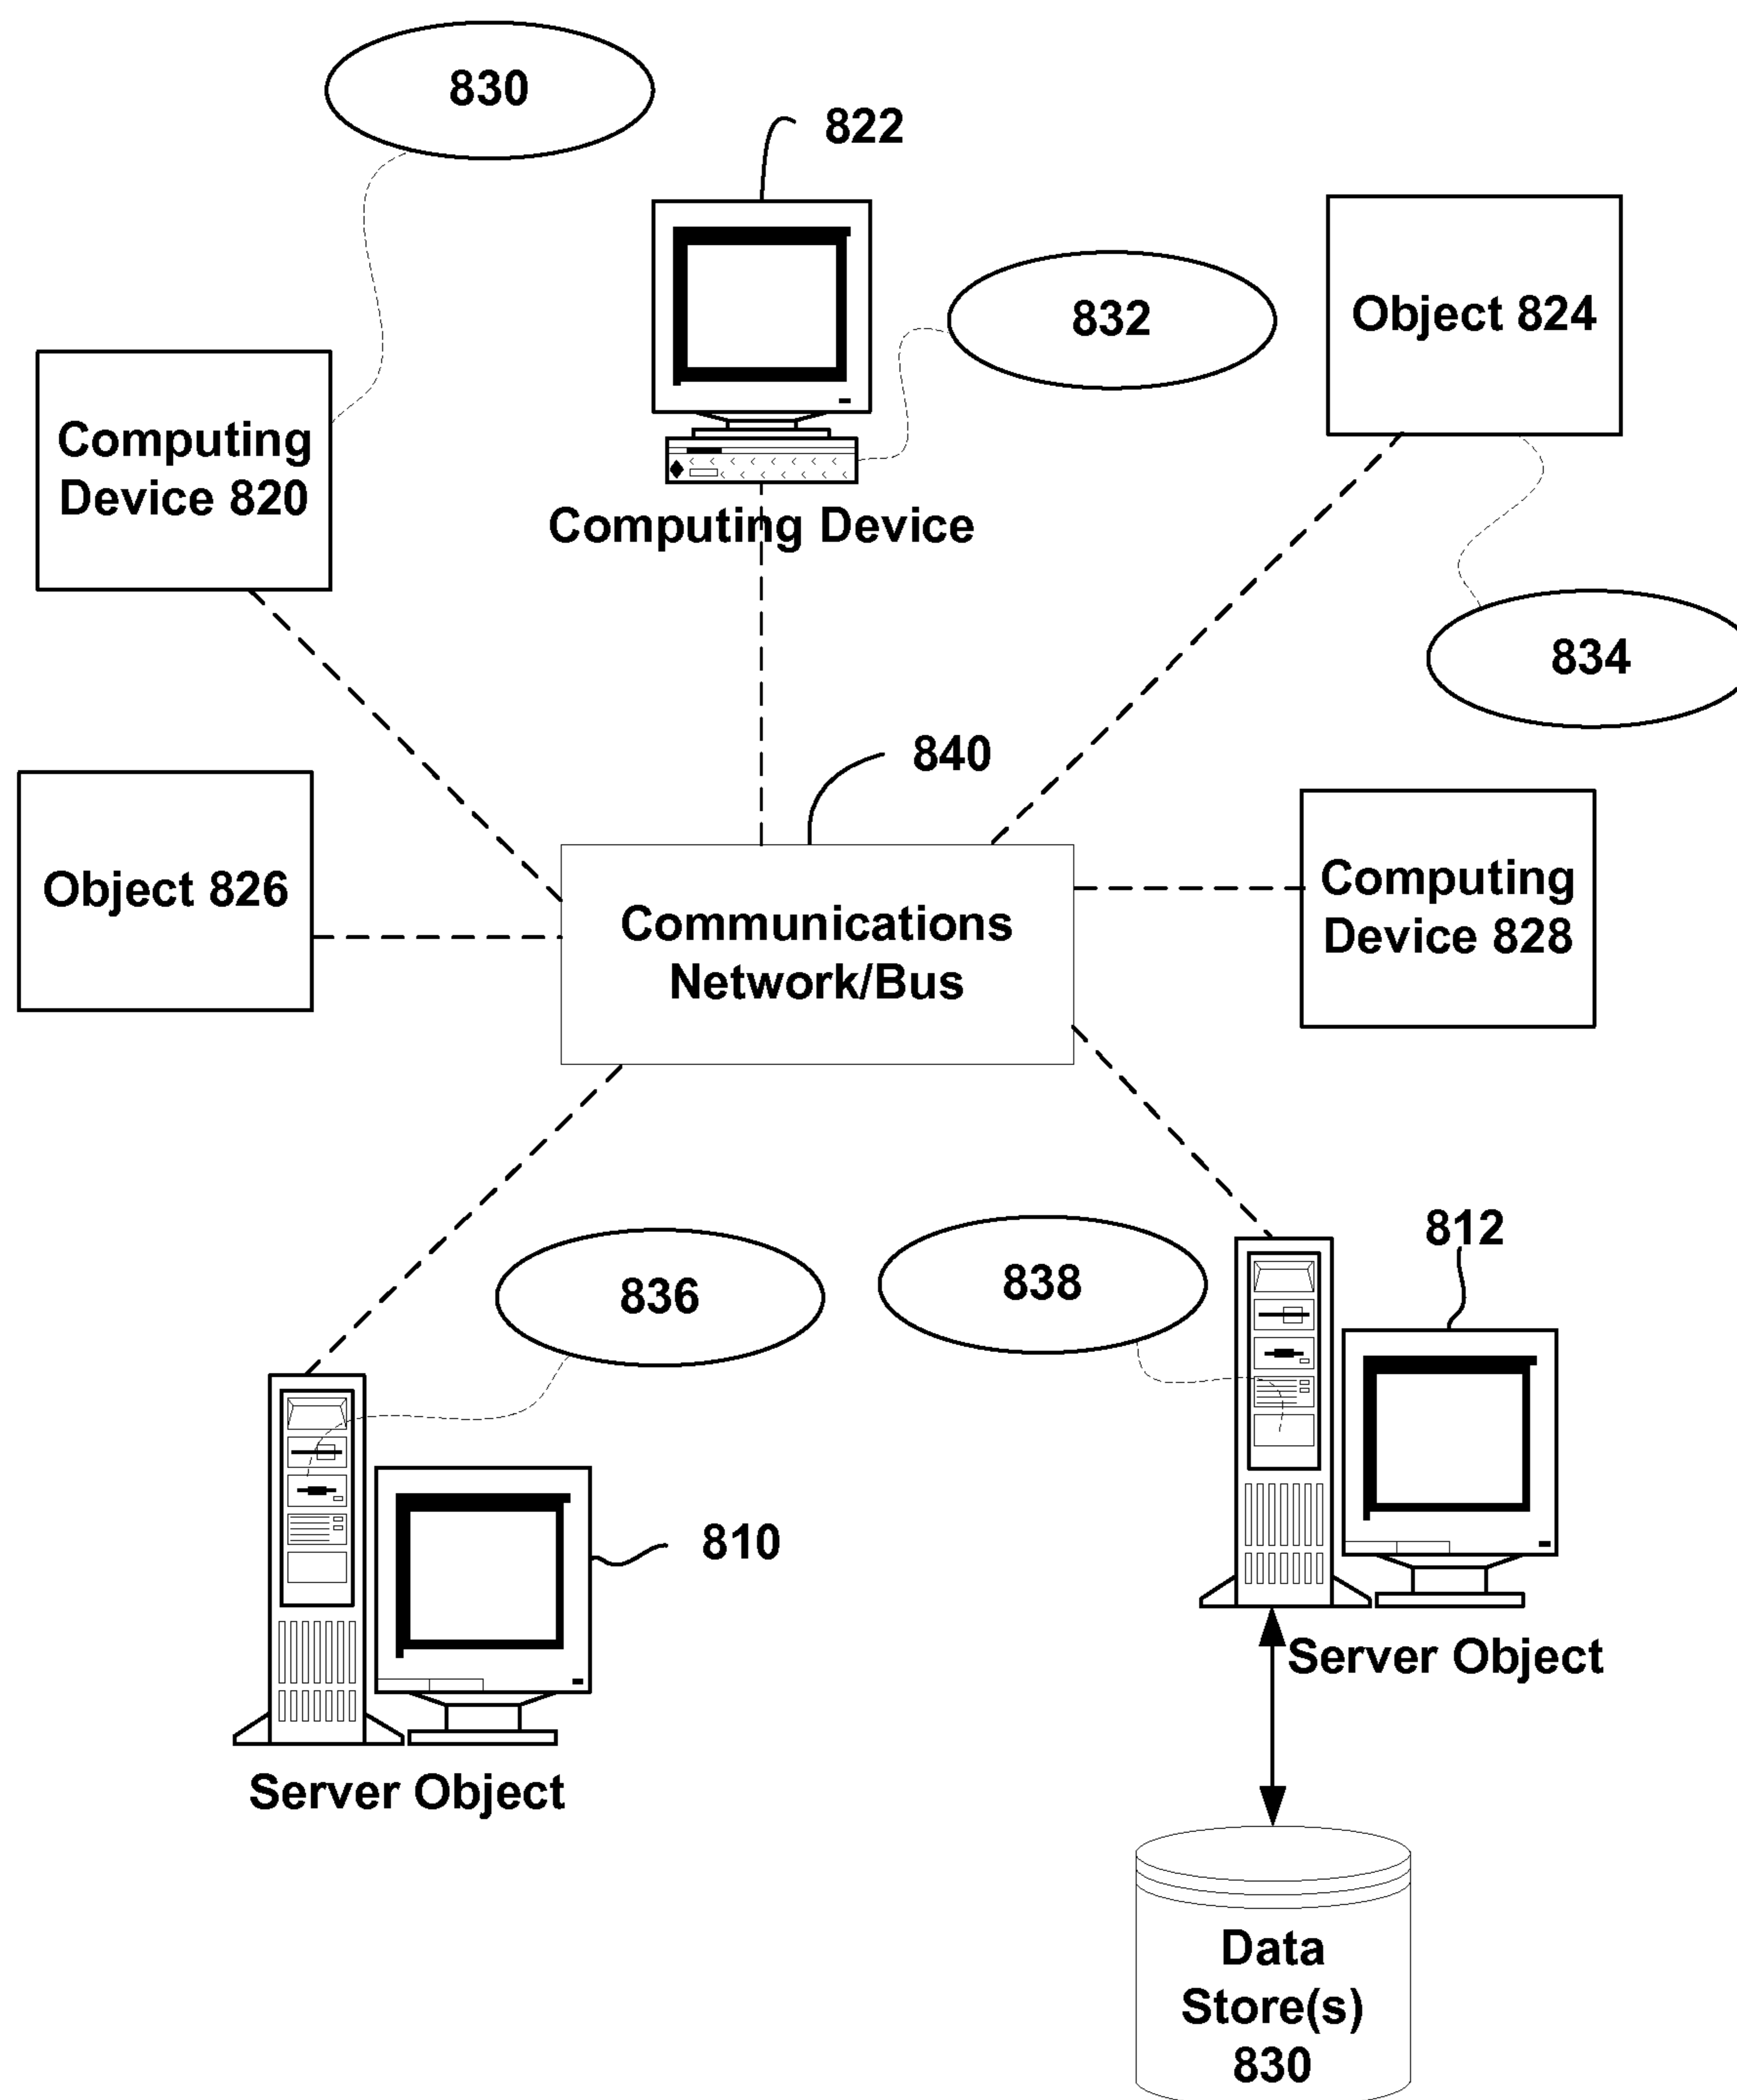 830
822
832
Object 824
Computing
Device 820
Computing Device
834
840
Object 826
Communications
Network/Bus
Computing
Device 828
812
836
838
810
Server Object
Server Object
Data
Store(s)
830